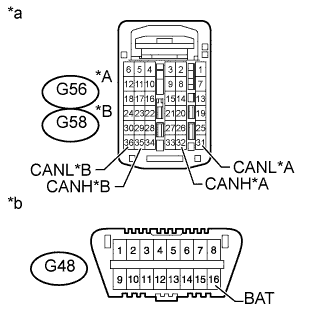 *a
*A
G56
*B
G58
6 5 4 3 2 1
12 11 10 9 8 7
18 17 16 15 14 13
24 23 22 21 20 19
30 29 28 27 26 25
36 35 34 33 32 31
CANL*B
CANH*B
CANL*A
CANH*A
*b
G48
1 2 3 4 5 6 7 8
9 10 11 12 13 14 15 16
BAT